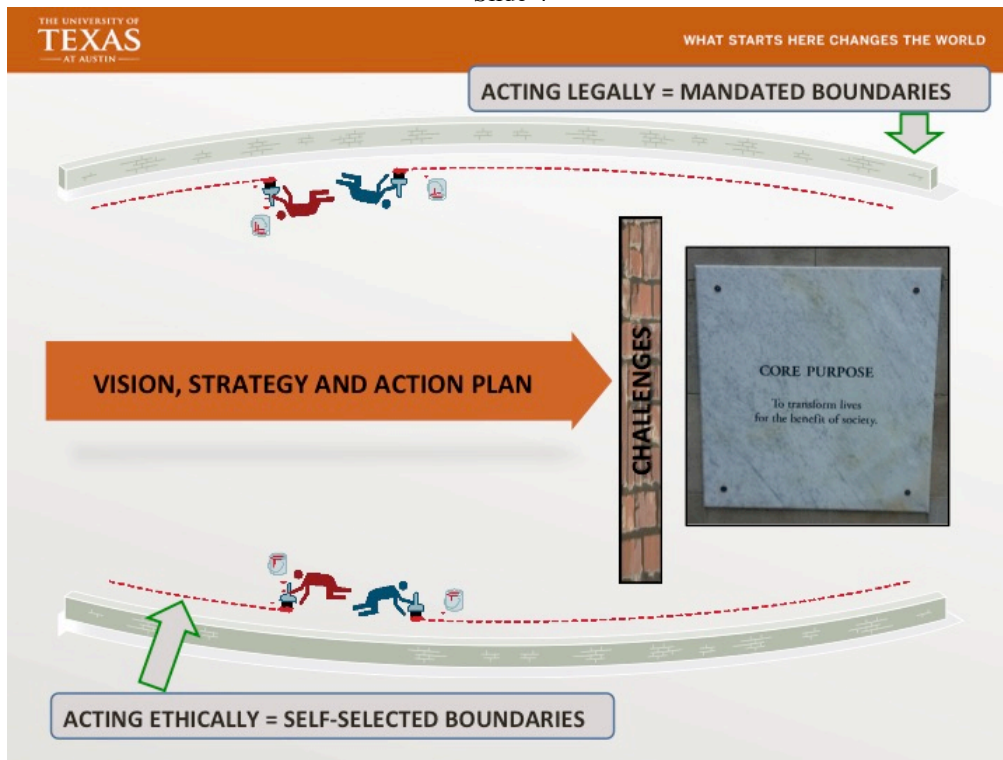 THE UNIVERSITY OF
TEXAS
AT AUSTIN
WHAT STARTS HERE CHANGES THE WORLD
ACTING LEGALLY = MANDATED BOUNDARIES
VISION, STRATEGY AND ACTION PLAN
CHALLENGES
CORE PURPOSE
To transform lives
for the benefit of society.
ACTING ETHICALLY = SELF-SELECTED BOUNDARIES